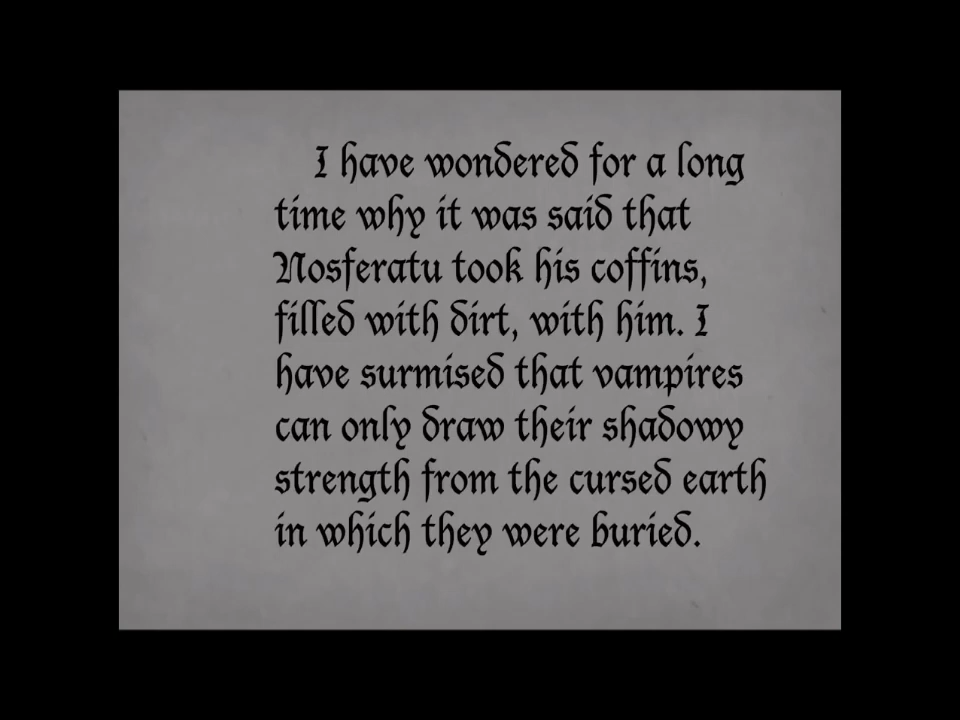 I have wondered for a long
time why it was said that
Nosferatu took his coffins,
filled with dirt, with him. I
have surmised that vampires
can only draw their shadowy
strength from the cursed earth
in which they were buried.